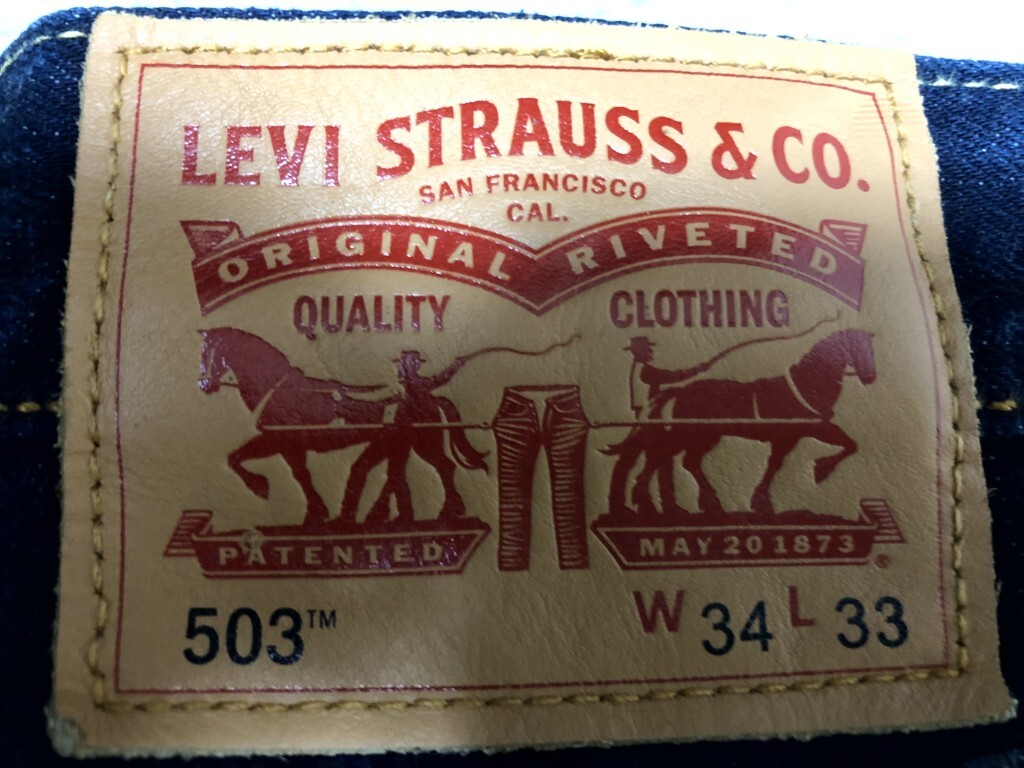 LEVI STRAUSS & CO.
SAN FRANCISCO
CAL.
ORIGINAL RIVETED
QUALITY CLOTHING
PATENTED MAY 20 1873 ®
503™ W 34 L 33